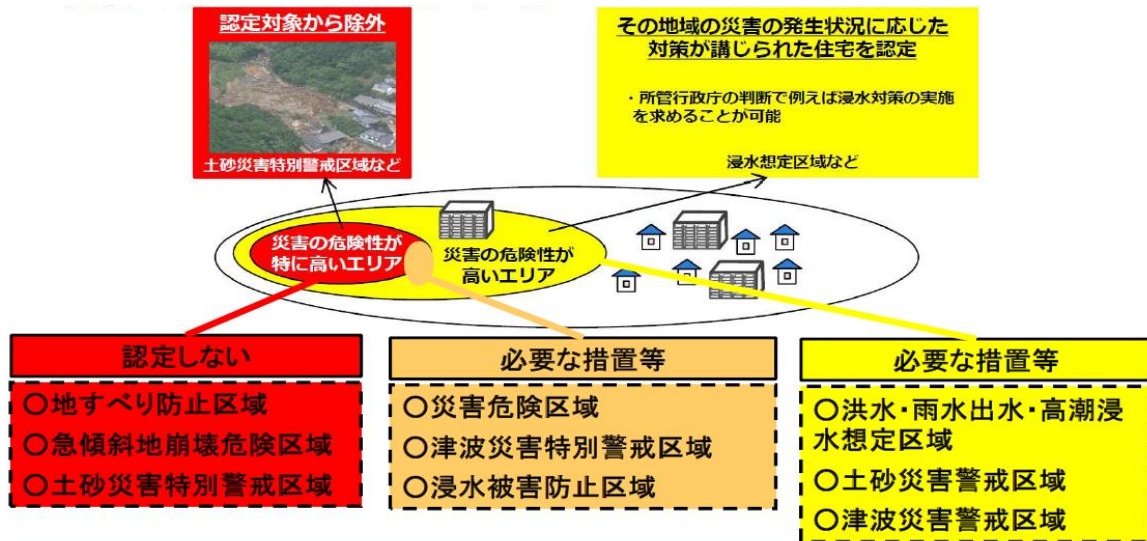 認定対象から除外
土砂災害特別警戒区域など
その地域の災害の発生状況に応じた
対策が講じられた住宅を認定
・所管行政庁の判断で例えば浸水対策の実施
を求めることが可能
浸水想定区域など
災害の危険性が
特に高いエリア
災害の危険性が
高いエリア
認定しない
〇地すべり防止区域
〇急傾斜地崩壊危険区域
〇土砂災害特別警戒区域
必要な措置等
〇災害危険区域
〇津波災害特別警戒区域
〇浸水被害防止区域
必要な措置等
〇洪水・雨水出水・高潮浸
水想定区域
〇土砂災害警戒区域
〇津波災害警戒区域